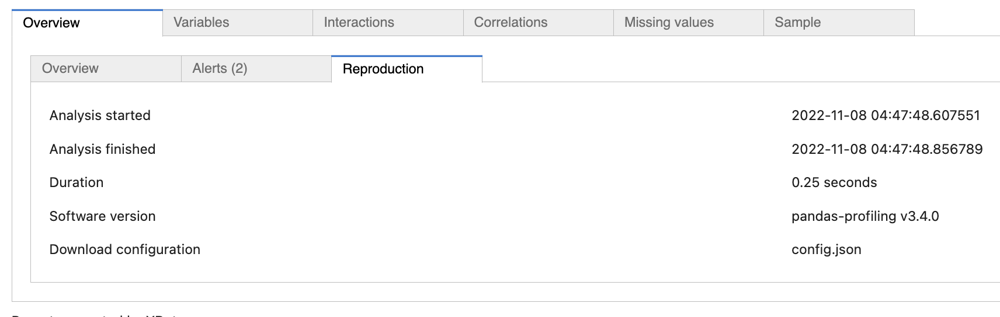 Overview Variables Interactions Correlations Missing values Sample
Overview Alerts (2) Reproduction
Analysis started 2022-11-08 04:47:48.607551
Analysis finished 2022-11-08 04:47:48.856789
Duration 0.25 seconds
Software version pandas-profiling v3.4.0
Download configuration config.json